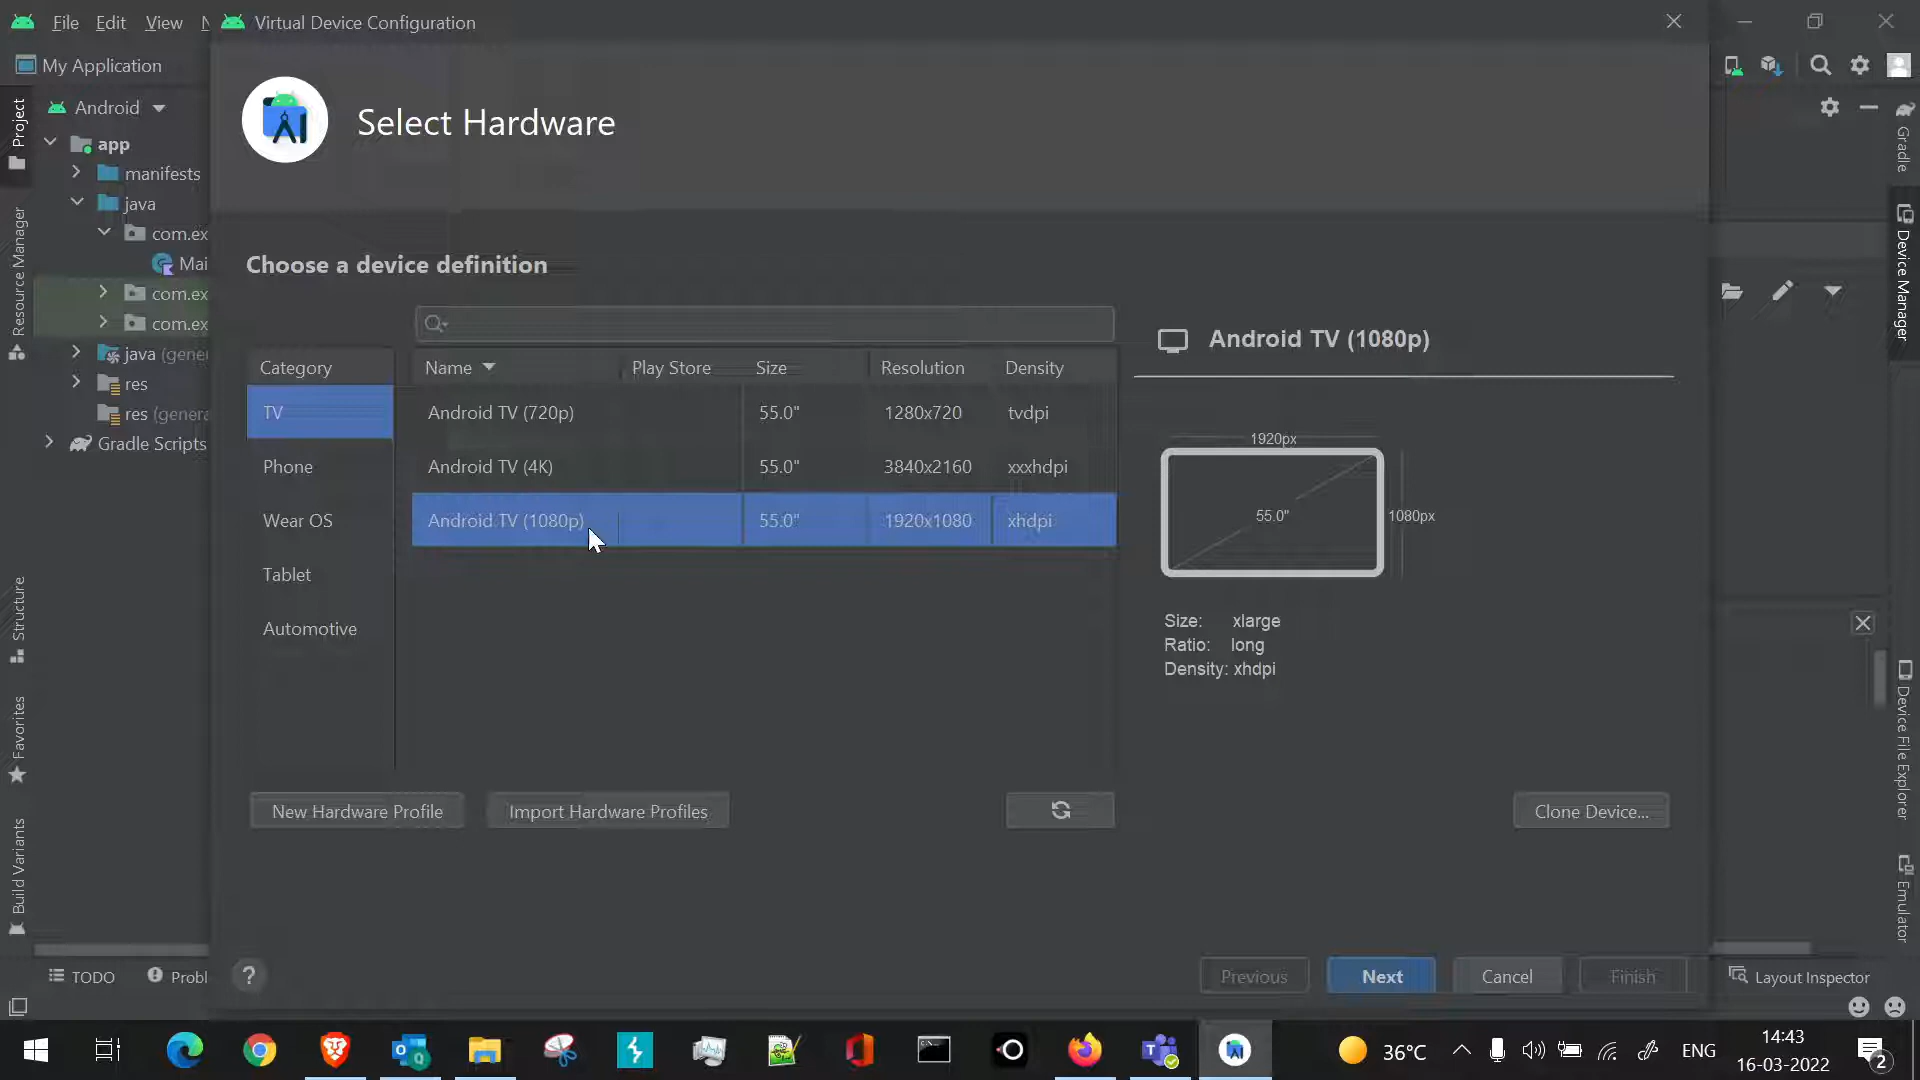 File Edit View N Virtual Device Configuration
My Application
Select Hardware
Project
Android
app
manifests
java
com.ex
Mai
com.ex
com.ex
java (gene
res
res (genera
Gradle Scripts
Resource Manager
Structure
Favorites
Build Variants
Choose a device definition
Category
TV
Phone
Wear OS
Tablet
Automotive
Name Play Store Size Resolution Density
Android TV (720p) 55.0" 1280x720 tvdpi
Android TV (4K) 55.0" 3840x2160 xxxhdpi
Android TV (1080p) 55.0" 1920x1080 xhdpi
Android TV (1080p)
1920px
55.0"
1080px
Size: xlarge
Ratio: long
Density: xhdpi
New Hardware Profile Import Hardware Profiles Clone Device...
? Previous Next Cancel Finish
Gradle
Device Manager
Device File Explorer
Emulator
TODO Probl Layout Inspector
36°C ENG 14:43
16-03-2022 2